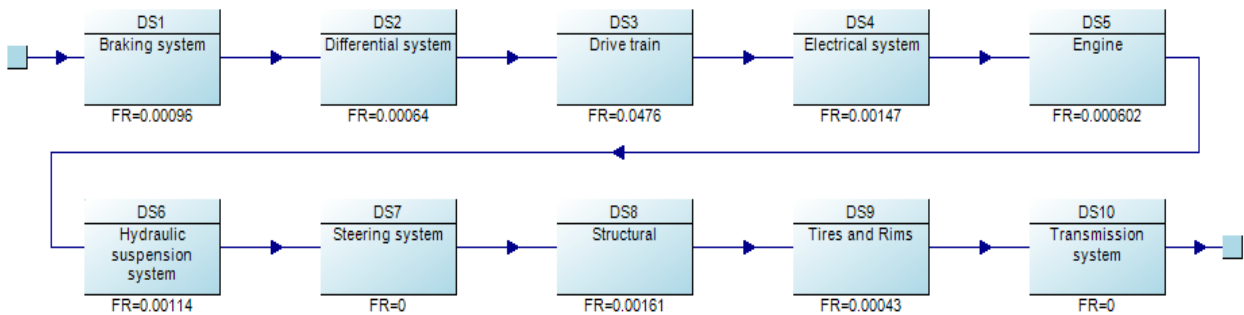 DS1
Braking system
FR=0.00096
DS2
Differential system
FR=0.00064
DS3
Drive train
FR=0.0476
DS4
Electrical system
FR=0.00147
DS5
Engine
FR=0.000602
DS6
Hydraulic
suspension
system
FR=0.00114
DS7
Steering system
FR=0
DS8
Structural
FR=0.00161
DS9
Tires and Rims
FR=0.00043
DS10
Transmission
system
FR=0